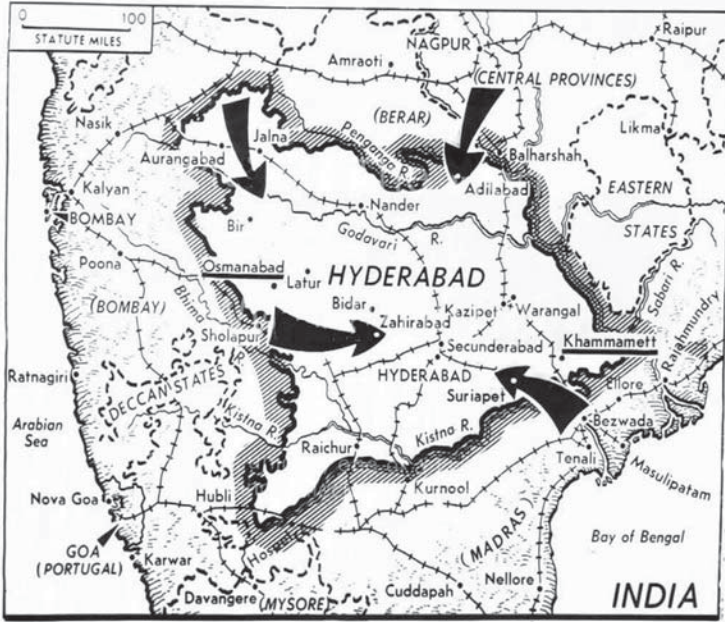 0 100
STATUTE MILES
NAGPUR
Raipur
Amraoti
(CENTRAL PROVINCES)
Nasik
(BERAR)
Likma
Jalna
Penganga R.
Balharshah
Aurangabad
Kalyan
Adilabad
EASTERN
STATES
BOMBAY
Nander
Bir
Godavari R.
Poona
Osmanabad
HYDERABAD
Sabari R.
Latur
(BOMBAY)
Bhima R.
Bidar
Kazipet
Warangal
Rajahmundry
Zahirabad
Sholapur
Secunderabad
Khammamett
HYDERABAD
Ratnagiri
DECCAN STATES
Suriapet
Ellore
Arabian
Sea
Kistna R.
Kistna R.
Bezwada
Raichur
Tenali
Masulipatam
Nova Goa
Hubli
Kurnool
Bay of Bengal
GOA
(PORTUGAL)
Hospet
(MADRAS)
Karwar
Nellore
Davangere
(MYSORE)
Cuddapah
INDIA